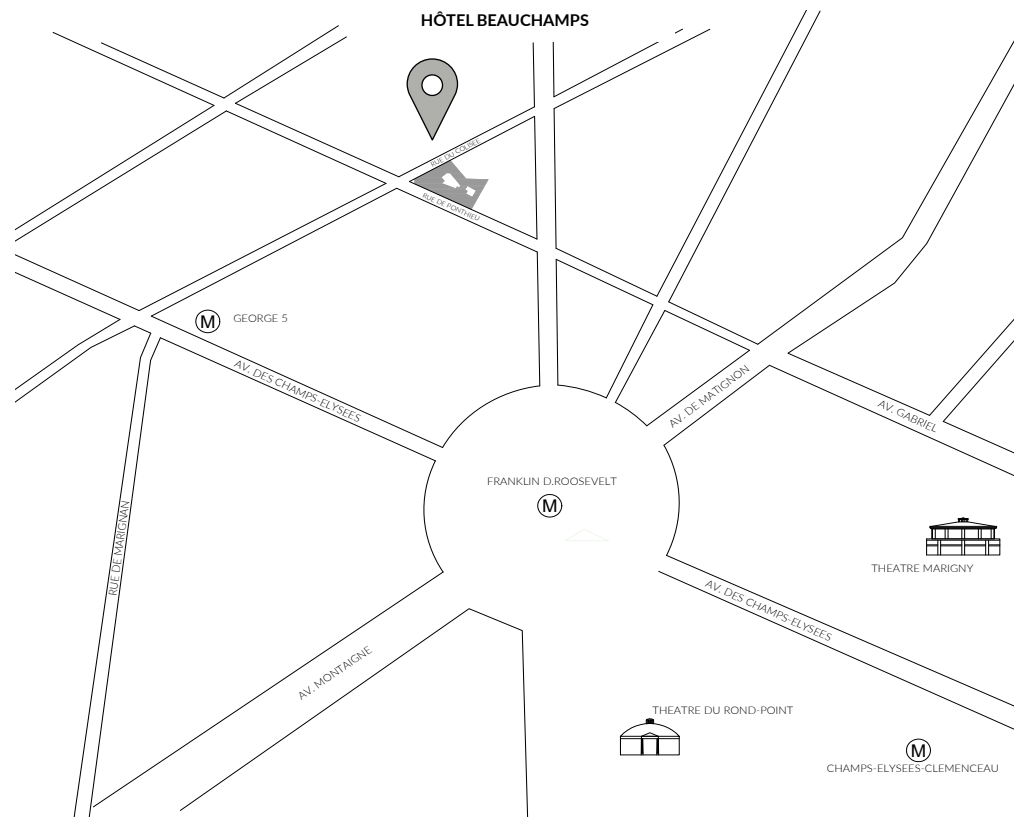 HÔTEL BEAUCHAMPS
RUE DU COLISEE
RUE DE PONTHIEU
M GEORGE 5
AV. DES CHAMPS-ELYSEES
AV. DE MATIGNON
AV. GABRIEL
FRANKLIN D.ROOSEVELT
M
RUE DE MARIGNAN
THEATRE MARIGNY
AV. DES CHAMPS-ELYSEES
AV. MONTAIGNE
THEATRE DU ROND-POINT
M
CHAMPS-ELYSEES-CLEMENCEAU